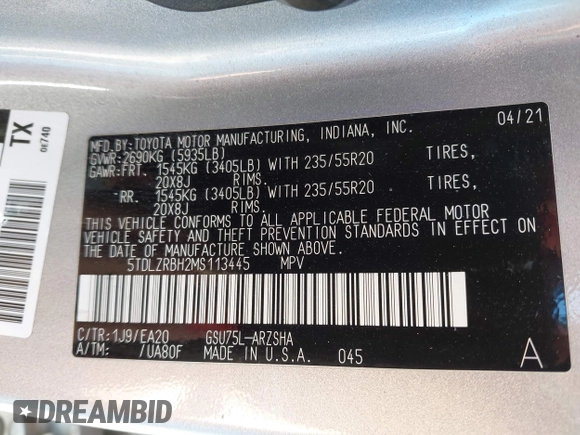 TX
0E740
04/21
MFD.BY:TOYOTA MOTOR MANUFACTURING, INDIANA, INC.
GVWR:2690KG (5935LB)
GAWR:FRT. 1545KG (3405LB) WITH 235/55R20 TIRES,
20X8J RIMS.
RR. 1545KG (3405LB) WITH 235/55R20 TIRES,
20X8J RIMS.
THIS VEHICLE CONFORMS TO ALL APPLICABLE FEDERAL MOTOR
VEHICLE SAFETY AND THEFT PREVENTION STANDARDS IN EFFECT ON
THE DATE OF MANUFACTURE SHOWN ABOVE.
5TDLZRBH2MS113445 MPV
C/TR:1J9/EA20 GSU75L-ARZSHA
A/TM: /UA80F MADE IN U.S.A. 045
A
DREAMBID